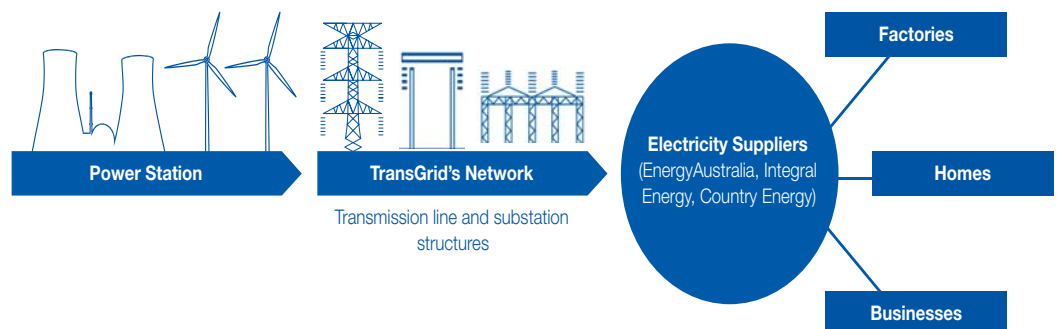 Power Station
TransGrid's Network
Transmission line and substation
structures
Electricity Suppliers
(EnergyAustralia, Integral
Energy, Country Energy)
Factories
Homes
Businesses